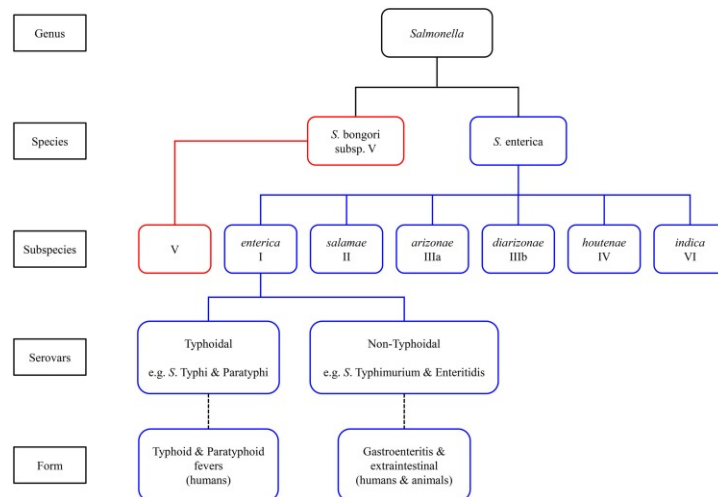 Genus
Salmonella
Species
S. bongori
subsp. V
S. enterica
Subspecies
V
enterica
I
salamae
II
arizonae
IIIa
diarizonae
IIIb
houtenae
IV
indica
VI
Serovars
Typhoidal
e.g. S. Typhi & Paratyphi
Non-Typhoidal
e.g. S. Typhimurium & Enteritidis
Form
Typhoid & Paratyphoid
fevers
(humans)
Gastroenteritis &
extraintestinal
(humans & animals)